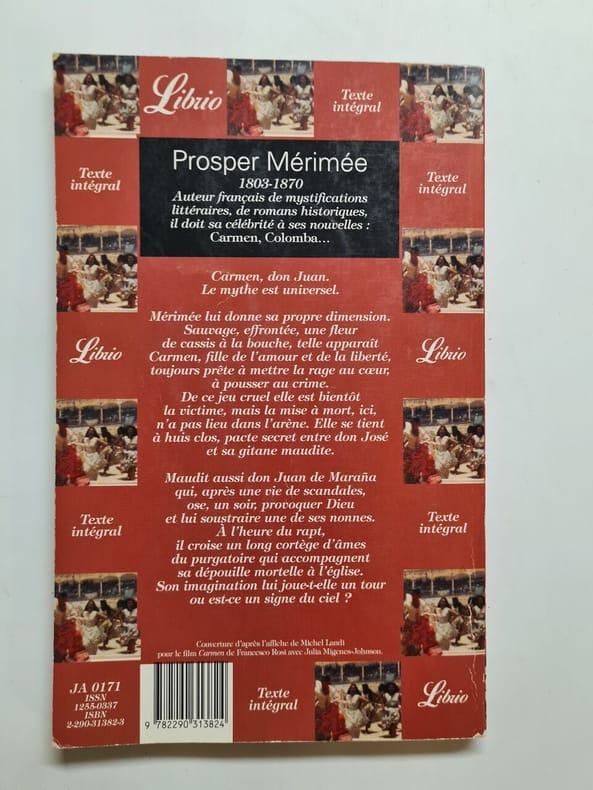 Librio
Texte
intégral
Texte
intégral
Prosper Mérimée
1803-1870
Auteur français de mystifications
littéraires, de romans historiques,
il doit sa célébrité à ses nouvelles :
Carmen, Colomba...
Texte
intégral
Carmen, don Juan.
Le mythe est universel.
Mérimée lui donne sa propre dimension.
Sauvage, effrontée, une fleur
de cassis à la bouche, telle apparaît
Carmen, fille de l'amour et de la liberté,
toujours prête à mettre la rage au cœur,
à pousser au crime.
De ce jeu cruel elle est bientôt
la victime, mais la mise à mort, ici,
n'a pas lieu dans l'arène. Elle se tient
à huis clos, pacte secret entre don José
et sa gitane maudite.
Librio
Librio
Maudit aussi don Juan de Maraña
qui, après une vie de scandales,
ose, un soir, provoquer Dieu
et lui soustraire une de ses nonnes.
À l'heure du rapt,
il croise un long cortège d'âmes
du purgatoire qui accompagnent
sa dépouille mortelle à l'église.
Son imagination lui joue-t-elle un tour
ou est-ce un signe du ciel ?
Texte
intégral
Texte
intégral
Couverture d'après l'affiche de Michel Landi
pour le film Carmen de Francesco Rosi avec Julia Migenes-Johnson.
JA 0171
ISSN
1255-0337
ISBN
2-290-31382-3
9 782290 313824
Texte
intégral
Librio